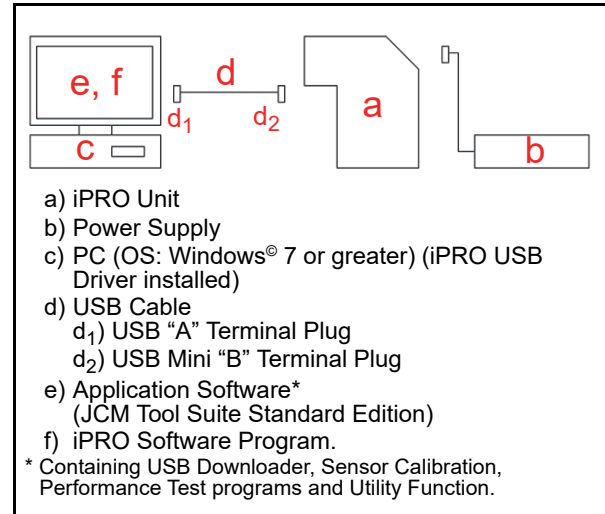 e, f
d
d1
d2
c
a
b
a) iPRO Unit
b) Power Supply
c) PC (OS: Windows© 7 or greater) (iPRO USB
Driver installed)
d) USB Cable
d1) USB “A” Terminal Plug
d2) USB Mini “B” Terminal Plug
e) Application Software*
(JCM Tool Suite Standard Edition)
f) iPRO Software Program.
* Containing USB Downloader, Sensor Calibration,
Performance Test programs and Utility Function.